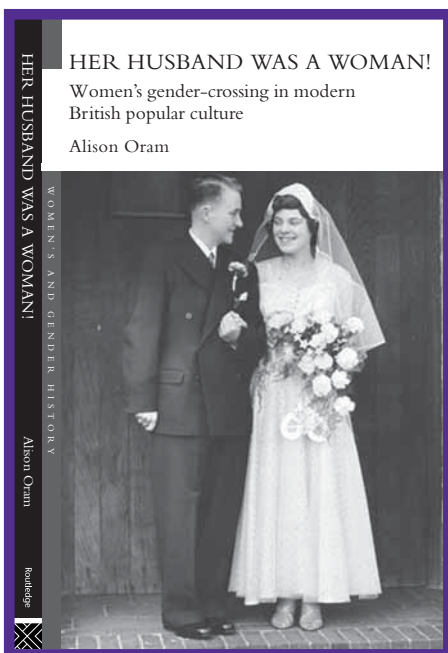 HER HUSBAND WAS A WOMAN!
Women's gender-crossing in modern
British popular culture
Alison Oram
HER HUSBAND WAS A WOMAN!
Alison Oram
Routledge
WOMEN'S AND GENDER HISTORY